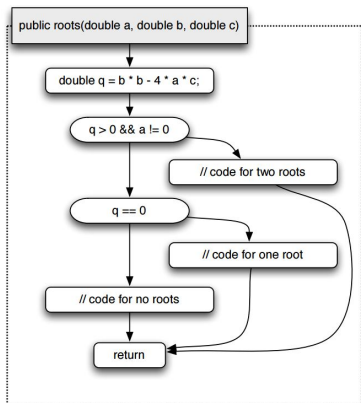 public roots(double a, double b, double c)
double q = b * b - 4 * a * c;
q > 0 && a != 0
// code for two roots
q == 0
// code for one root
// code for no roots
return